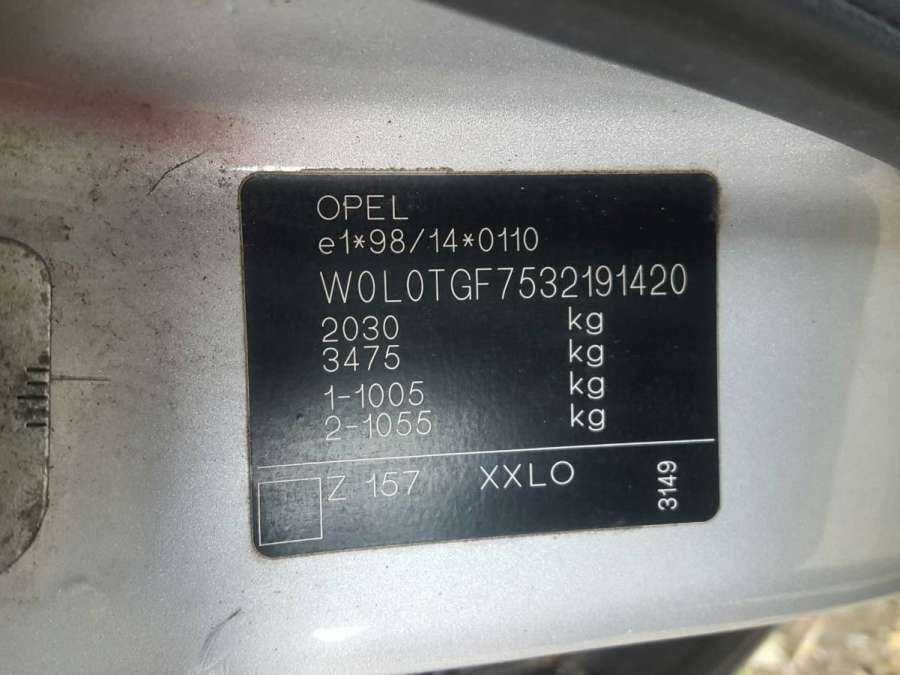 OPEL
e1*98/14*0110
W0L0TGF7532191420
2030 kg
3475 kg
1-1005 kg
2-1055 kg
Z 157 XXLO
3149